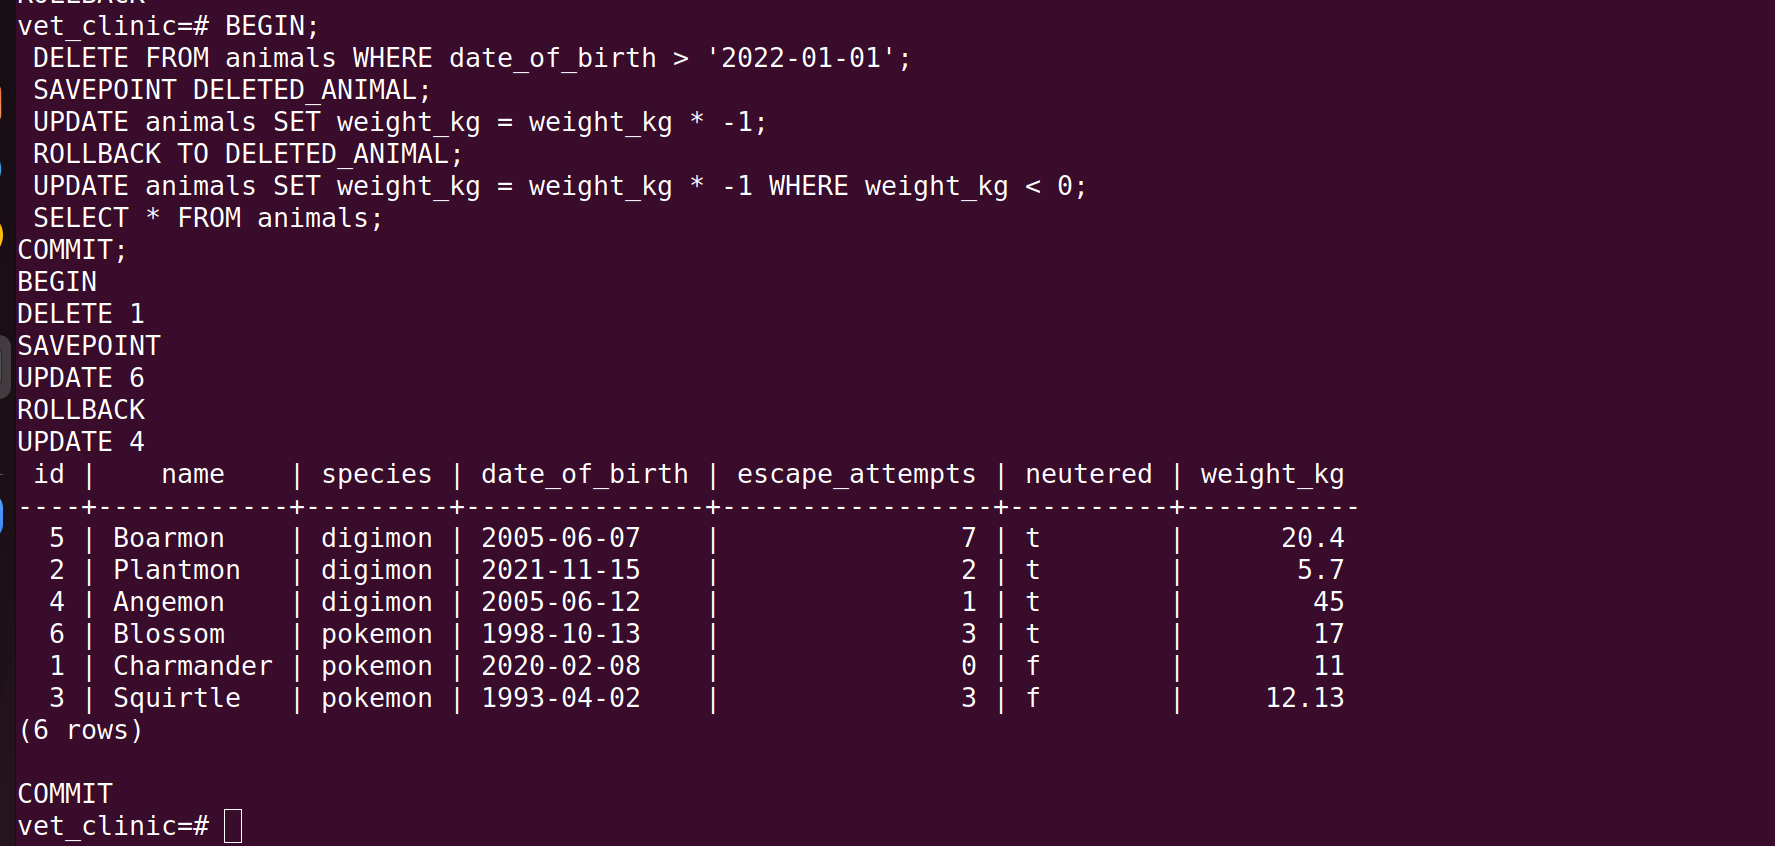 ROLLBACK
vet_clinic=# BEGIN;
 DELETE FROM animals WHERE date_of_birth > '2022-01-01';
 SAVEPOINT DELETED_ANIMAL;
 UPDATE animals SET weight_kg = weight_kg * -1;
 ROLLBACK TO DELETED_ANIMAL;
 UPDATE animals SET weight_kg = weight_kg * -1 WHERE weight_kg < 0;
 SELECT * FROM animals;
COMMIT;
BEGIN
DELETE 1
SAVEPOINT
UPDATE 6
ROLLBACK
UPDATE 4
 id |    name    | species | date_of_birth | escape_attempts | neutered | weight_kg
----+------------+---------+---------------+-----------------+----------+-----------
  5 | Boarmon    | digimon | 2005-06-07    |               7 | t        |      20.4
  2 | Plantmon   | digimon | 2021-11-15    |               2 | t        |       5.7
  4 | Angemon    | digimon | 2005-06-12    |               1 | t        |        45
  6 | Blossom    | pokemon | 1998-10-13    |               3 | t        |        17
  1 | Charmander | pokemon | 2020-02-08    |               0 | f        |        11
  3 | Squirtle   | pokemon | 1993-04-02    |               3 | f        |     12.13
(6 rows)

COMMIT
vet_clinic=#